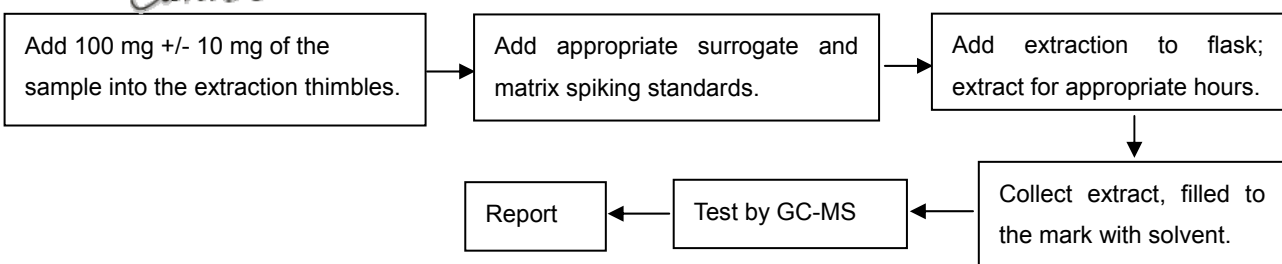 Add 100 mg +/- 10 mg of the
sample into the extraction thimbles.
Add appropriate surrogate and
matrix spiking standards.
Add extraction to flask;
extract for appropriate hours.
Collect extract, filled to
the mark with solvent.
Test by GC-MS
Report